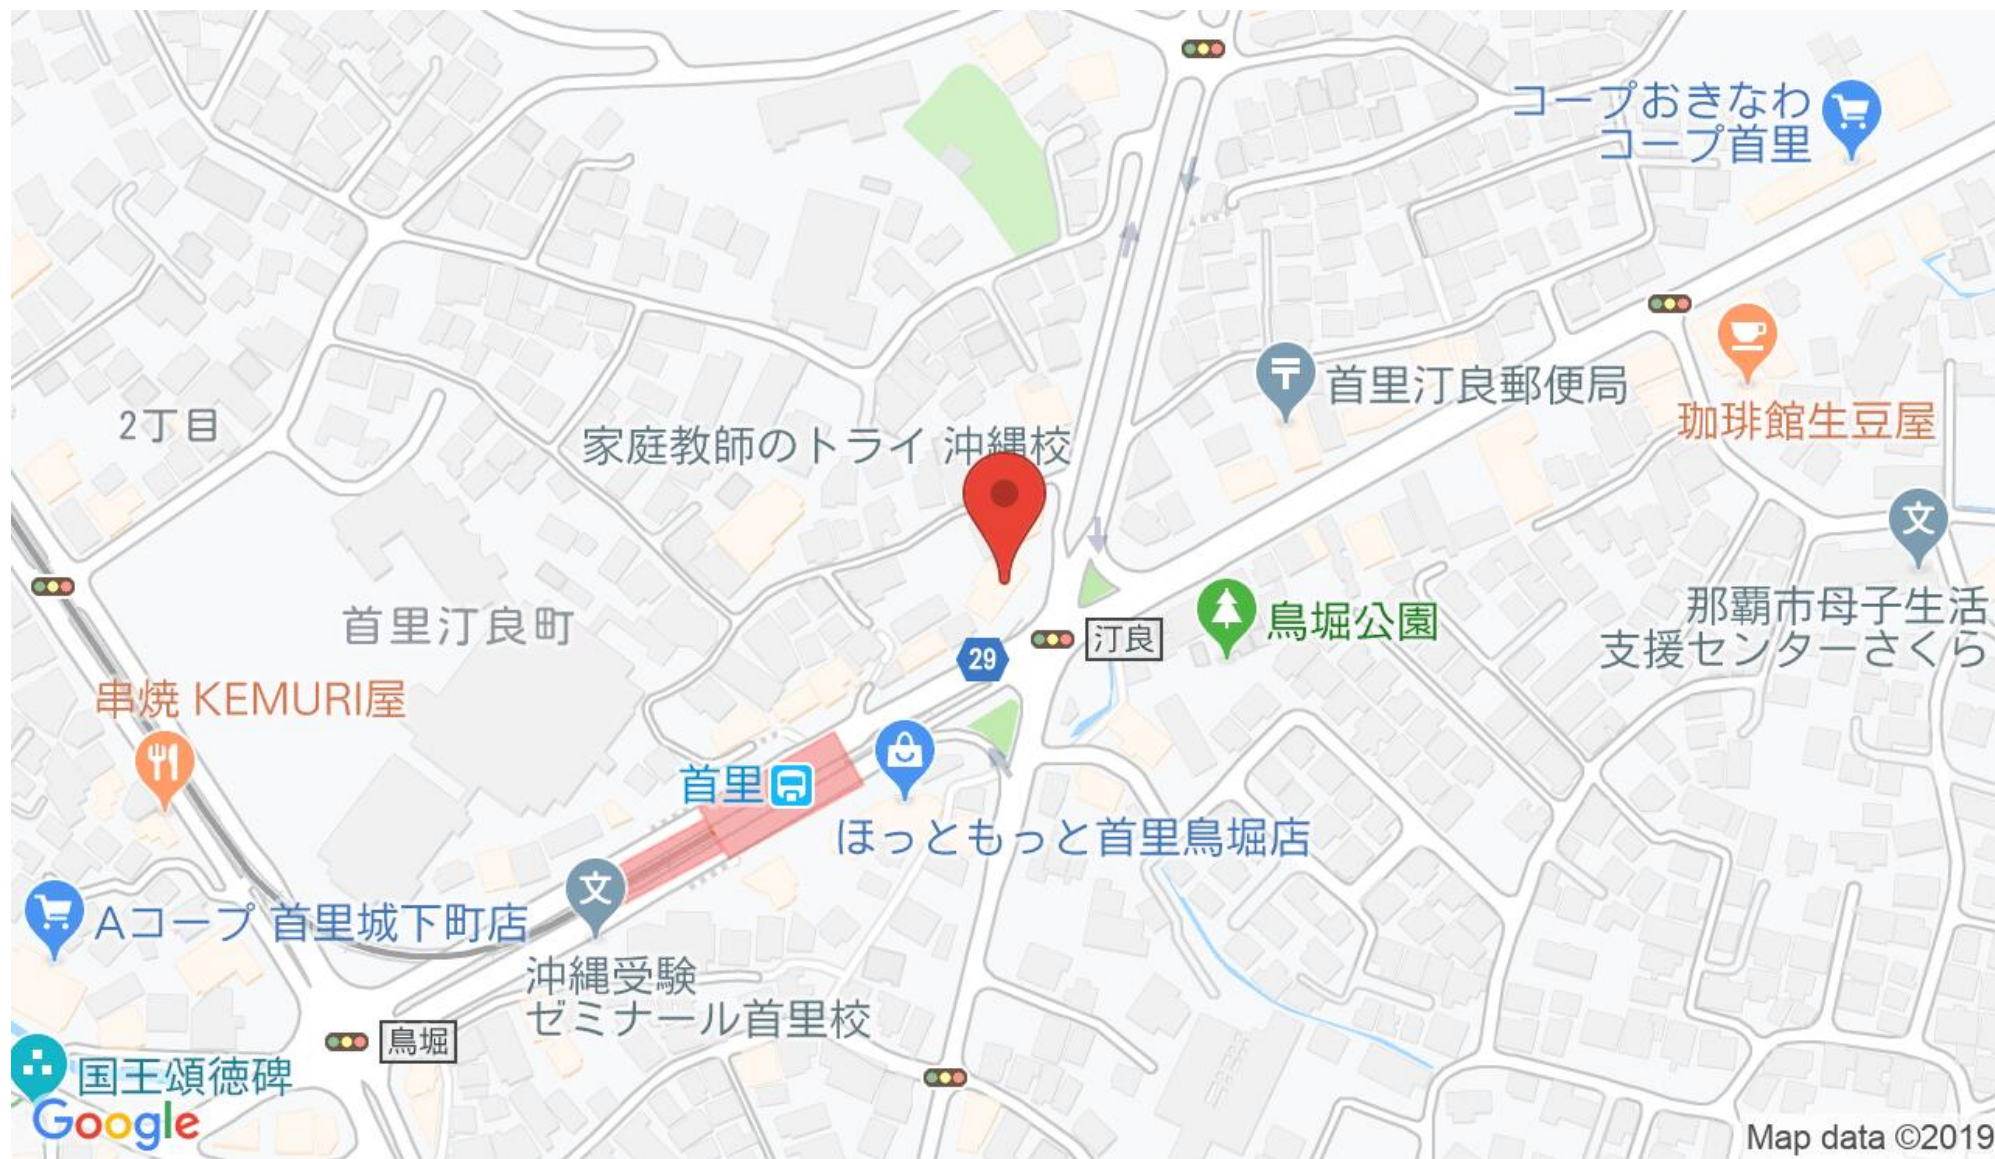 コープおきなわ
コープ首里
首里汀良郵便局
珈琲館生豆屋
2丁目
家庭教師のトライ 沖縄校
文
那覇市母子生活
支援センターさくら
首里汀良町
鳥堀公園
汀良
29
串焼 KEMURI屋
首里
ほっともっと首里鳥堀店
文
Aコープ 首里城下町店
沖縄受験
ゼミナール首里校
鳥堀
国王頌徳碑
Google
Map data ©2019